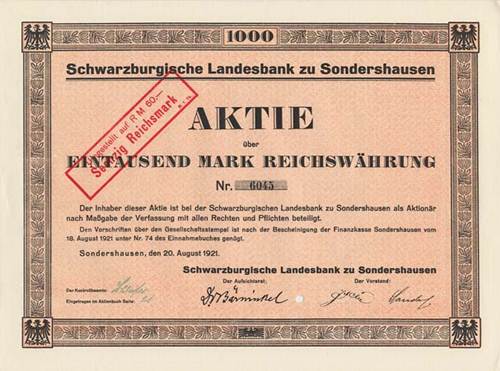 1000
Schwarzburgische Landesbank zu Sondershausen
gestellt auf R M 60.—
Sechzig Reichsmark
AKTIE
über
EINTAUSEND MARK REICHSWÄHRUNG
Nr. 6045
Der Inhaber dieser Aktie ist bei der Schwarzburgischen Landesbank zu Sondershausen als Aktionär
nach Maßgabe der Verfassung mit allen Rechten und Pflichten beteiligt.
Den Vorschriften über den Gesellschaftsstempel ist nach der Bescheinigung der Finanzkasse Sondershausen vom
18. August 1921 unter Nr. 74 des Einnahmebuches genügt.
Sondershausen, den 20. August 1921.
Schwarzburgische Landesbank zu Sondershausen
Der Aufsichtsrat: Der Vorstand:
Der Kontrollbeamte:
Eingetragen im Aktienbuch Seite:
1000